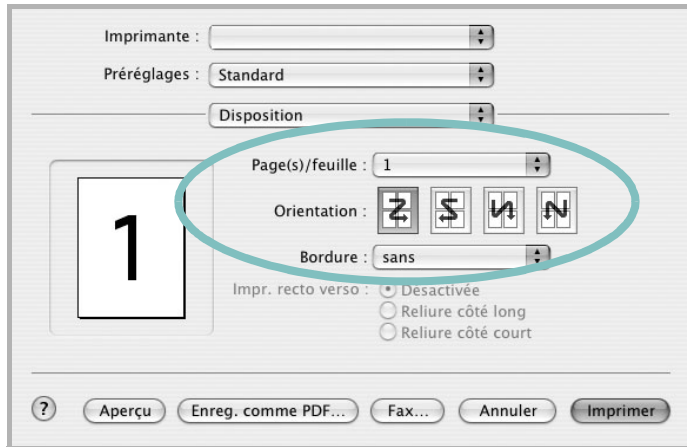 Imprimante :
Préréglages : Standard
Disposition
Page(s)/feuille : 1
1
Orientation :
Bordure : sans
Impr. recto verso : Désactivée
Reliure côté long
Reliure côté court
? Aperçu Enreg. comme PDF... Fax... Annuler Imprimer